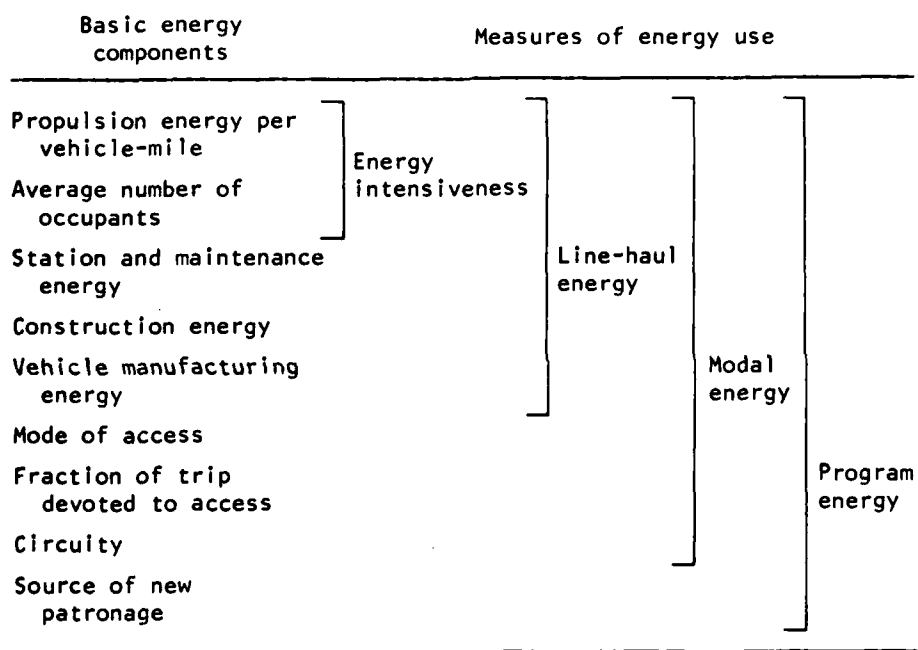 Basic energy
components
Measures of energy use
Propulsion energy per
vehicle-mile
Average number of
occupants
Energy
intensiveness
Station and maintenance
energy
Line-haul
energy
Construction energy
Vehicle manufacturing
energy
Modal
energy
Mode of access
Fraction of trip
devoted to access
Program
energy
Circuity
Source of new
patronage